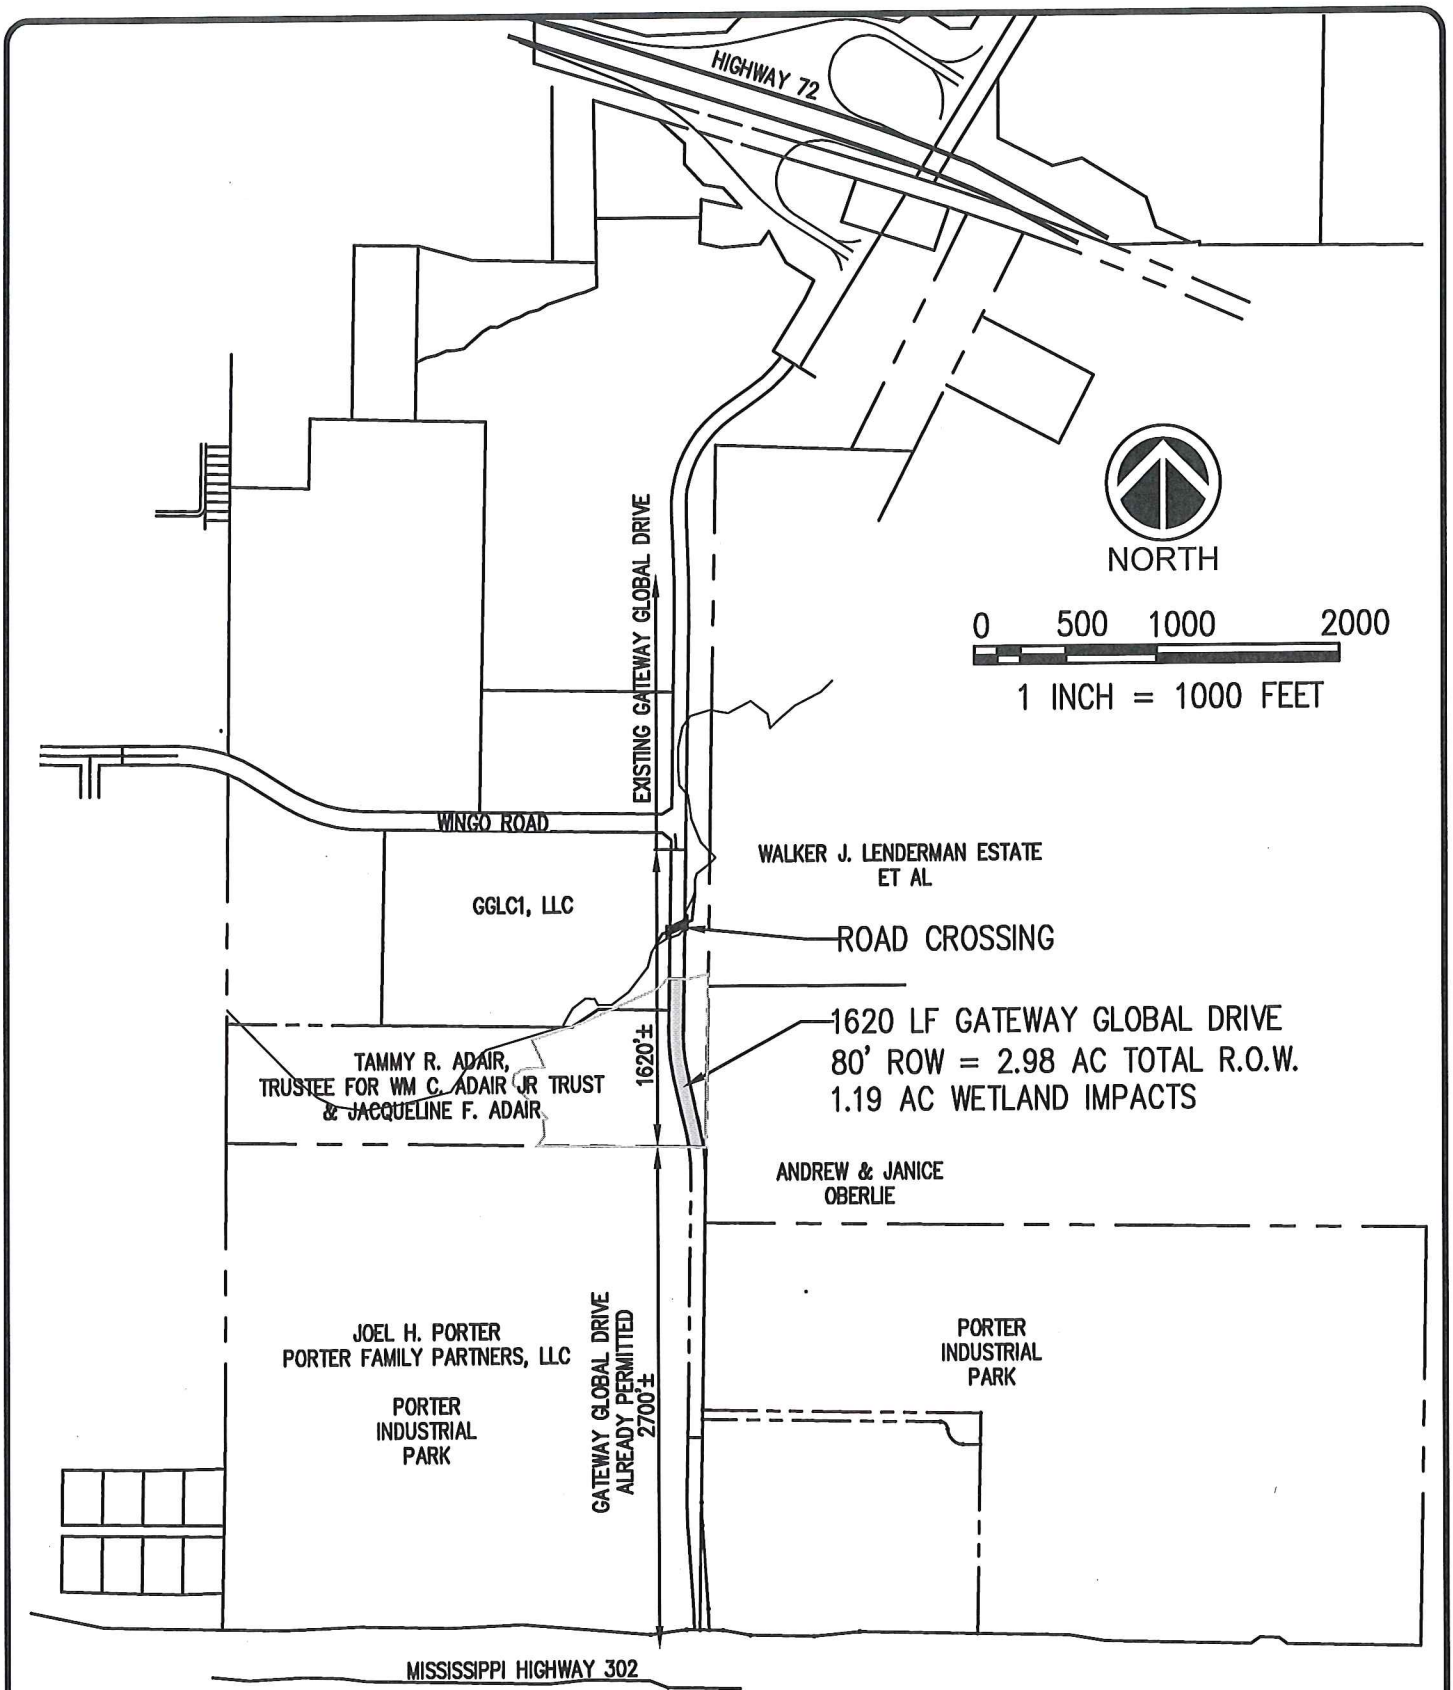 HIGHWAY 72
NORTH
0 500 1000 2000
1 INCH = 1000 FEET
EXISTING GATEWAY GLOBAL DRIVE
WINGO ROAD
WALKER J. LENDERMAN ESTATE
ET AL
GGLC1, LLC
ROAD CROSSING
1620 LF GATEWAY GLOBAL DRIVE
80' ROW = 2.98 AC TOTAL R.O.W.
1.19 AC WETLAND IMPACTS
1620'±
TAMMY R. ADAIR,
TRUSTEE FOR WM C. ADAIR JR TRUST
& JACQUELINE F. ADAIR
ANDREW & JANICE
OBERLIE
JOEL H. PORTER
PORTER FAMILY PARTNERS, LLC
PORTER
INDUSTRIAL
PARK
GATEWAY GLOBAL DRIVE
ALREADY PERMITTED
2700'±
PORTER
INDUSTRIAL
PARK
MISSISSIPPI HIGHWAY 302